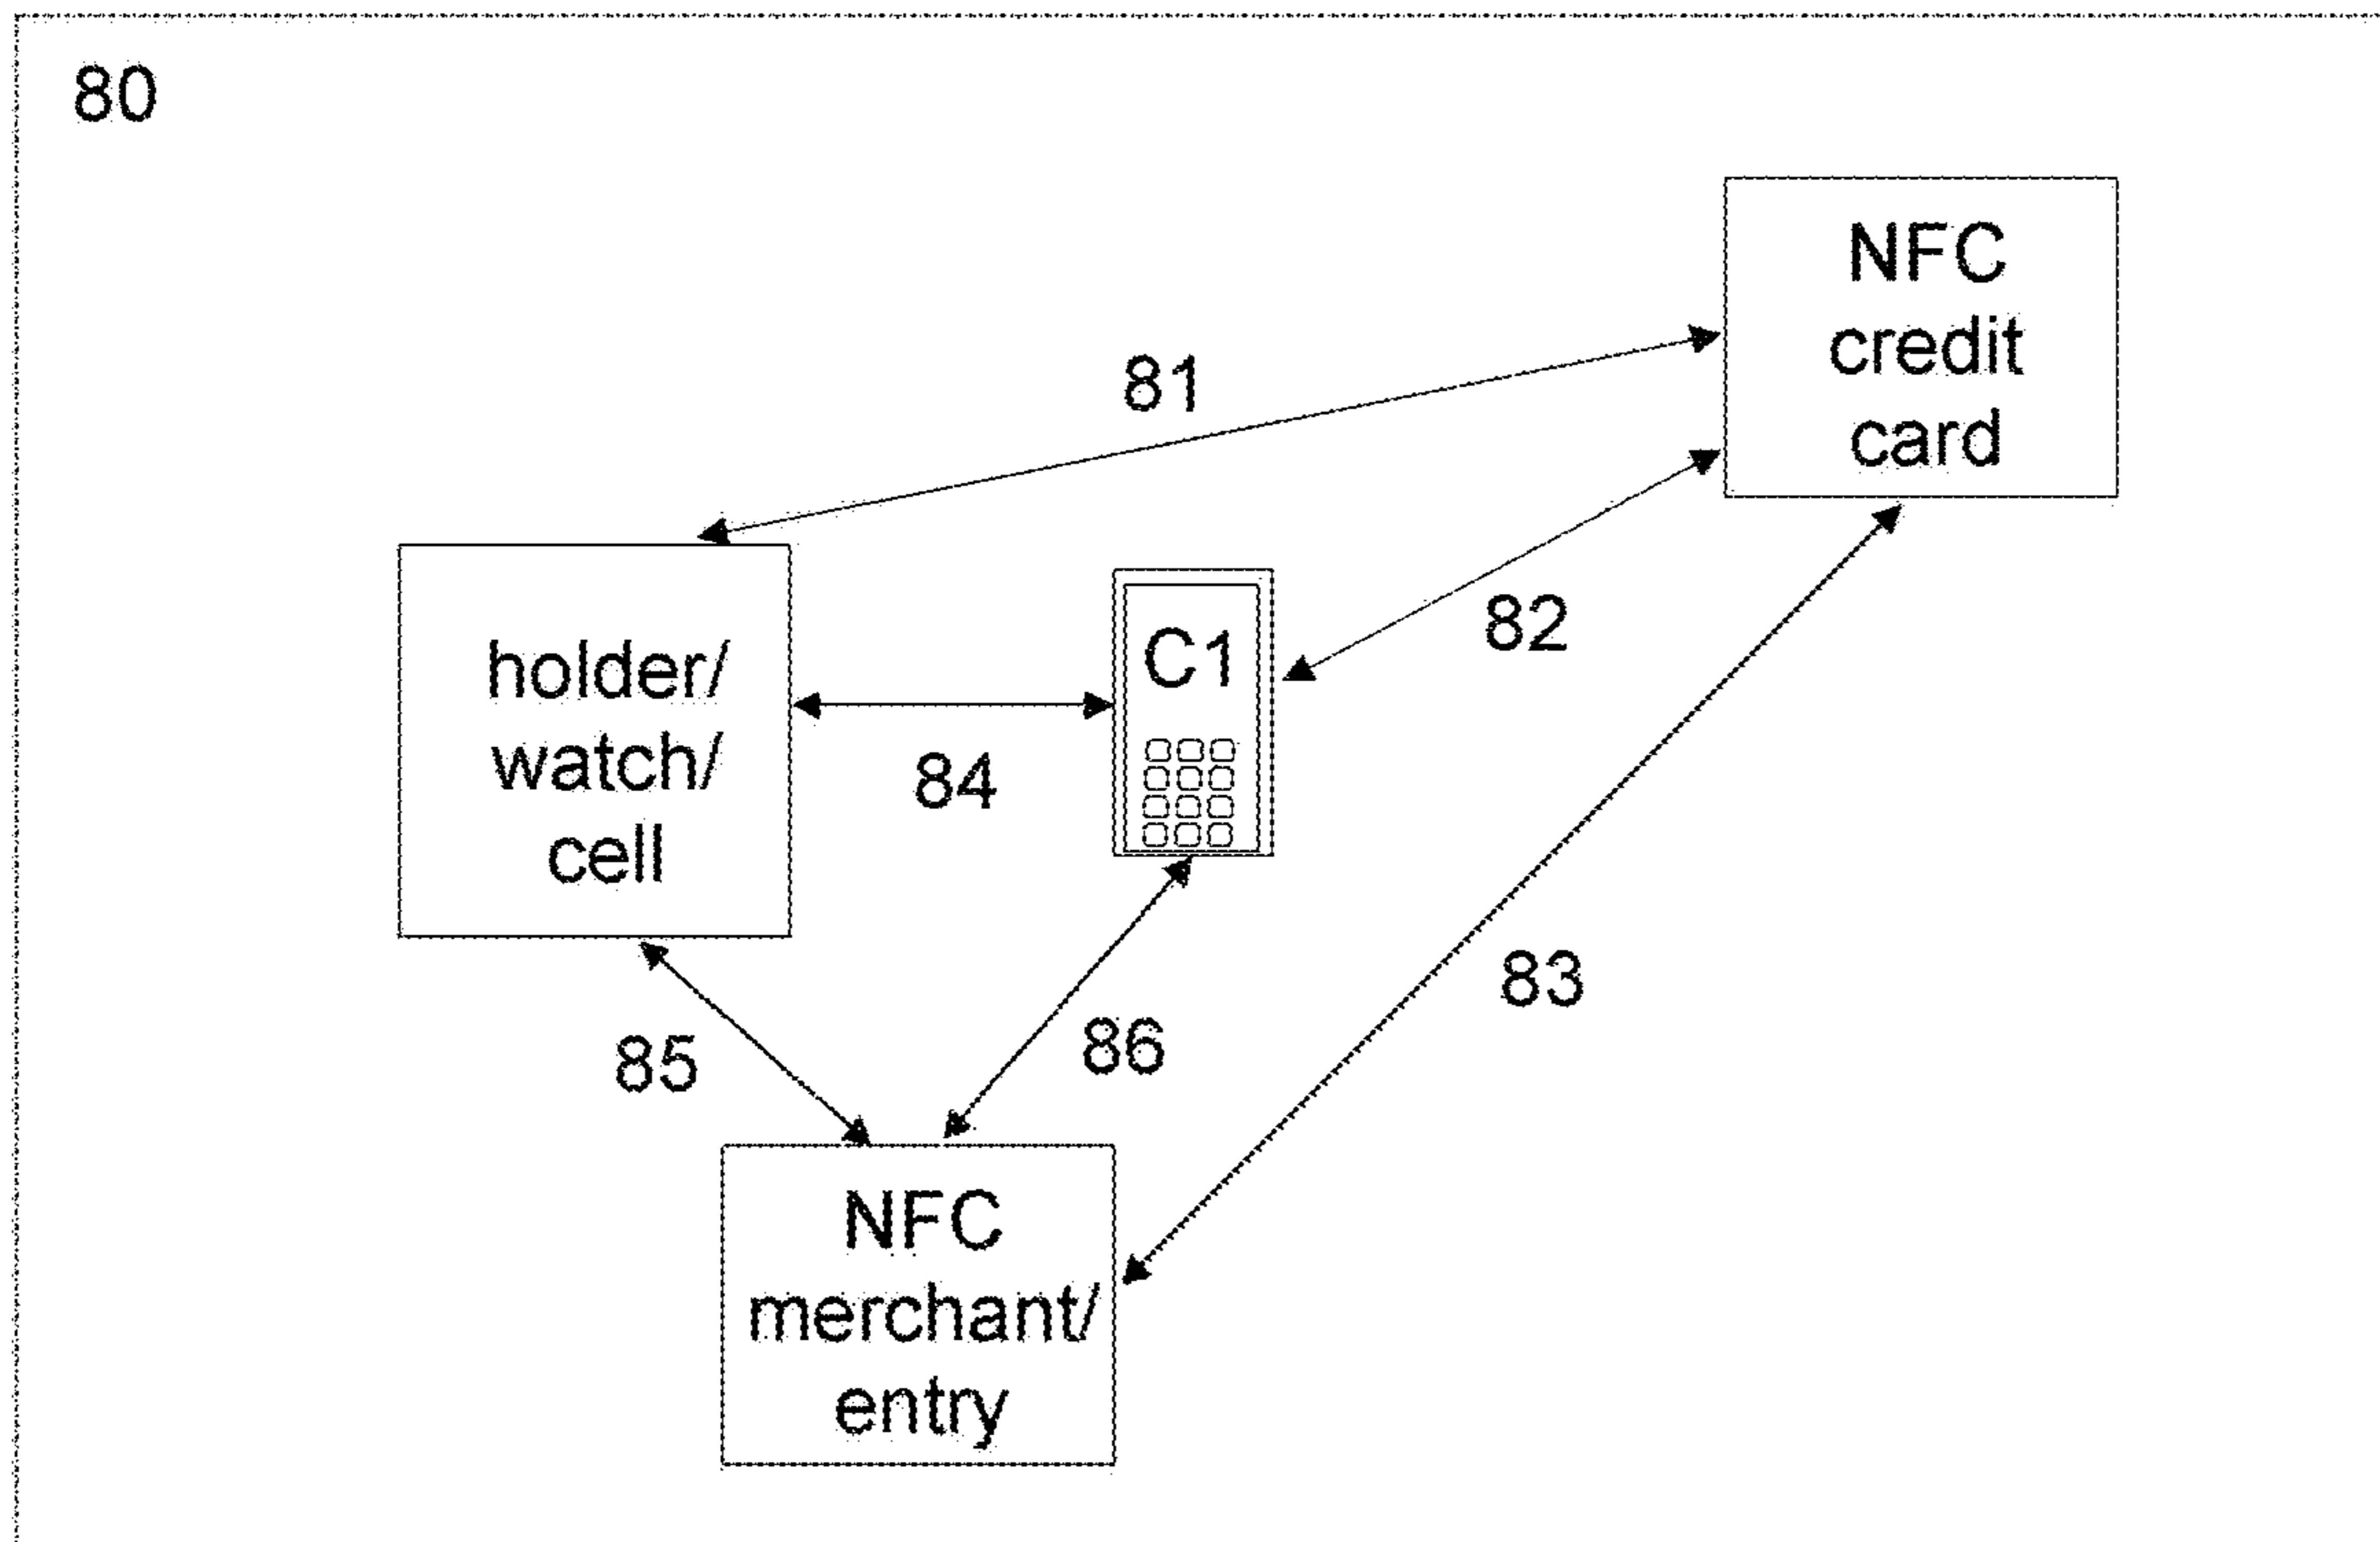 80
NFC
credit
card
81
82
holder/
watch/
cell
C1
84
83
85
86
NFC
merchant/
entry